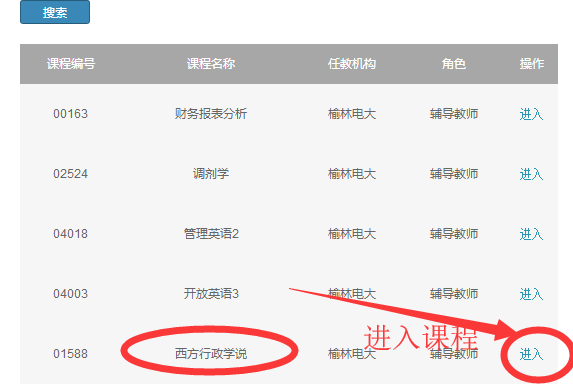 搜索
课程编号 课程名称 任教机构 角色 操作
00163 财务报表分析 榆林电大 辅导教师 进入
02524 调剂学 榆林电大 辅导教师 进入
04018 管理英语2 榆林电大 辅导教师 进入
04003 开放英语3 榆林电大 辅导教师 进入
进入课程
01588 西方行政学说 榆林电大 辅导教师 进入